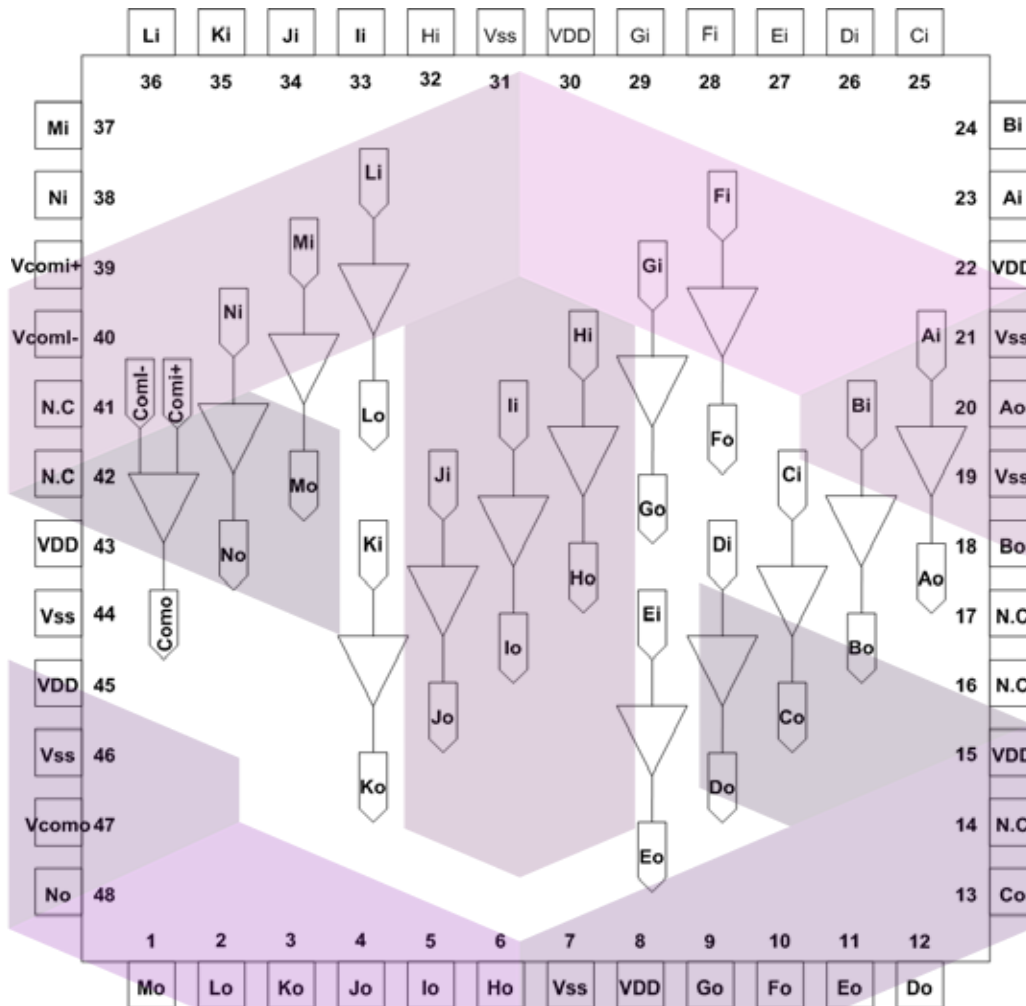 Li Ki Ji Ii Hi Vss VDD Gi Fi Ei Di Ci
36 35 34 33 32 31 30 29 28 27 26 25
Mi 37 24 Bi
Ni 38 Li Fi 23 Ai
Vcomi+ 39 Mi Gi 22 VDD
VcomI- 40 Ni Hi Ai 21 Vss
ComI- Comi+
N.C 41 Lo Ii Fo Bi 20 Ao
N.C 42 Mo Ji Go Ci 19 Vss
VDD 43 No Ki Ho Di Ao 18 Bo
Vss 44 Como Io Ei Bo 17 N.C
VDD 45 Jo Co 16 N.C
Vss 46 Ko Do 15 VDD
Vcomo 47 Eo 14 N.C
No 48 13 Co
1 2 3 4 5 6 7 8 9 10 11 12
Mo Lo Ko Jo Io Ho Vss VDD Go Fo Eo Do